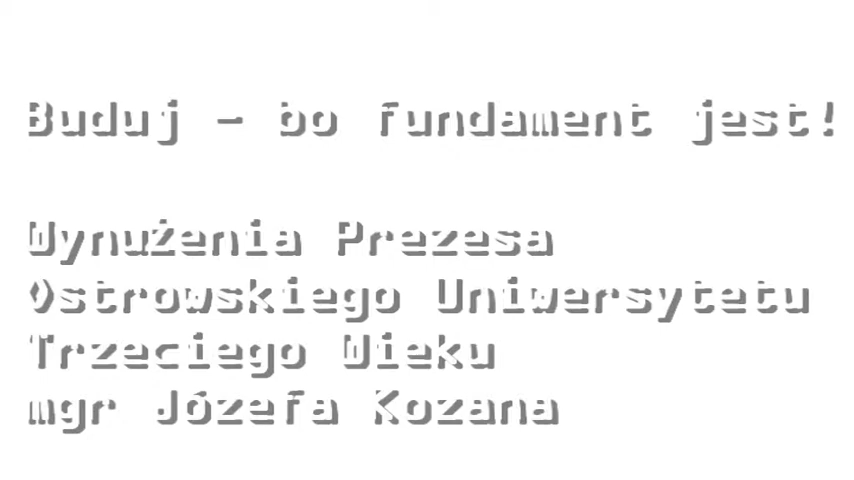 Buduj - bo fundament jest!
Wynużenia Prezesa
Ostrowskiego Uniwersytetu
Trzeciego Wieku
mgr Józefa Kozana